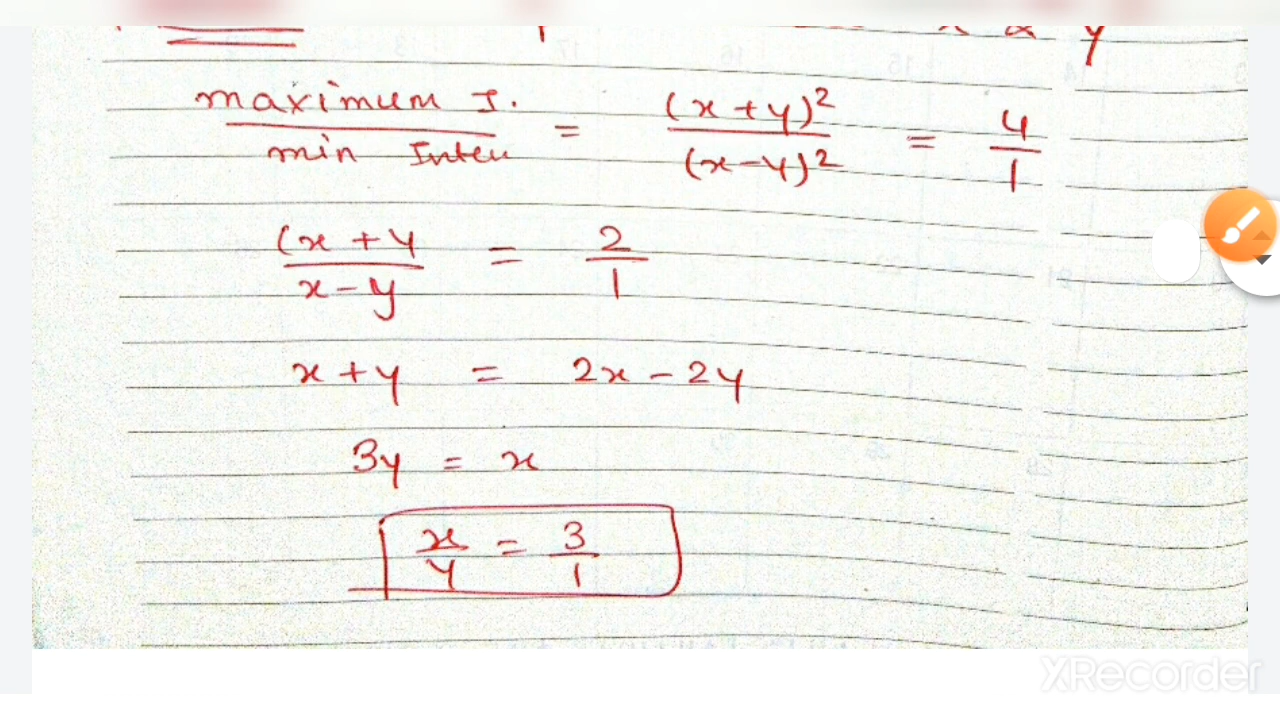 x & y
maximum I. / min Inten = (x+y)² / (x-y)² = 4/1
(x+y / x-y = 2/1
x+y = 2x-2y
3y = x
x/y = 3/1
XRecorder